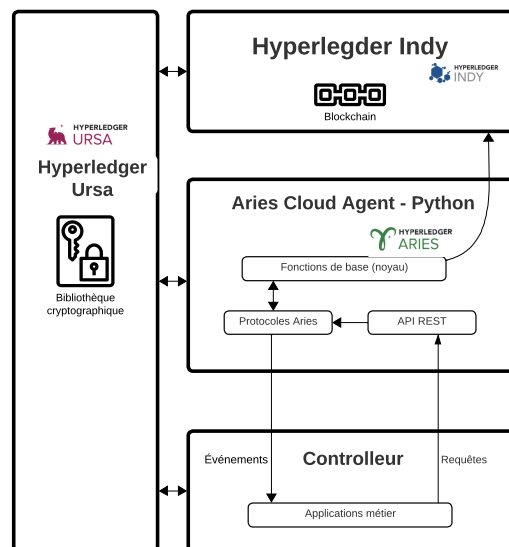 HYPERLEDGER
URSA
Hyperledger
Ursa
Bibliothèque
cryptographique
Hyperlegder Indy
HYPERLEDGER
INDY
Blockchain
Aries Cloud Agent - Python
HYPERLEDGER
ARIES
Fonctions de base (noyau)
Protocoles Aries
API REST
Événements
Controlleur
Requêtes
Applications métier